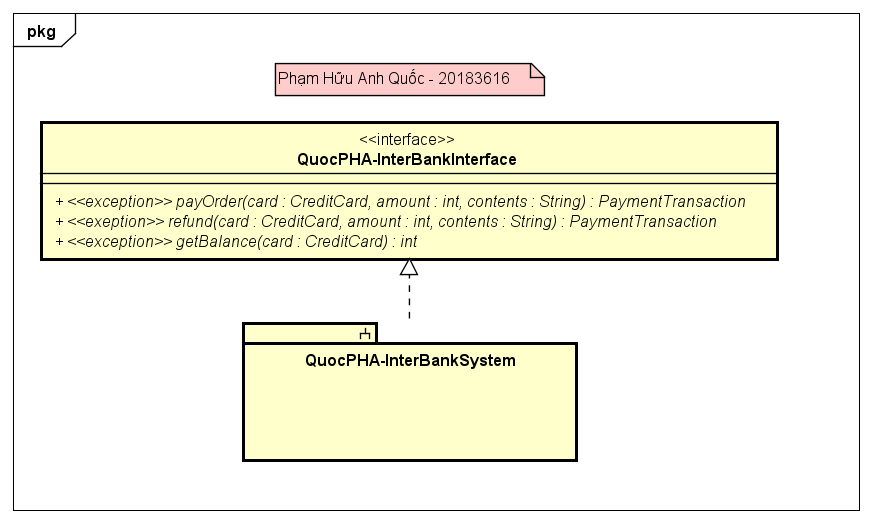 pkg
Phạm Hữu Anh Quốc - 20183616
<<interface>>
QuocPHA-InterBankInterface
+ <<exception>> payOrder(card : CreditCard, amount : int, contents : String) : PaymentTransaction
+ <<exeption>> refund(card : CreditCard, amount : int, contents : String) : PaymentTransaction
+ <<exception>> getBalance(card : CreditCard) : int
QuocPHA-InterBankSystem